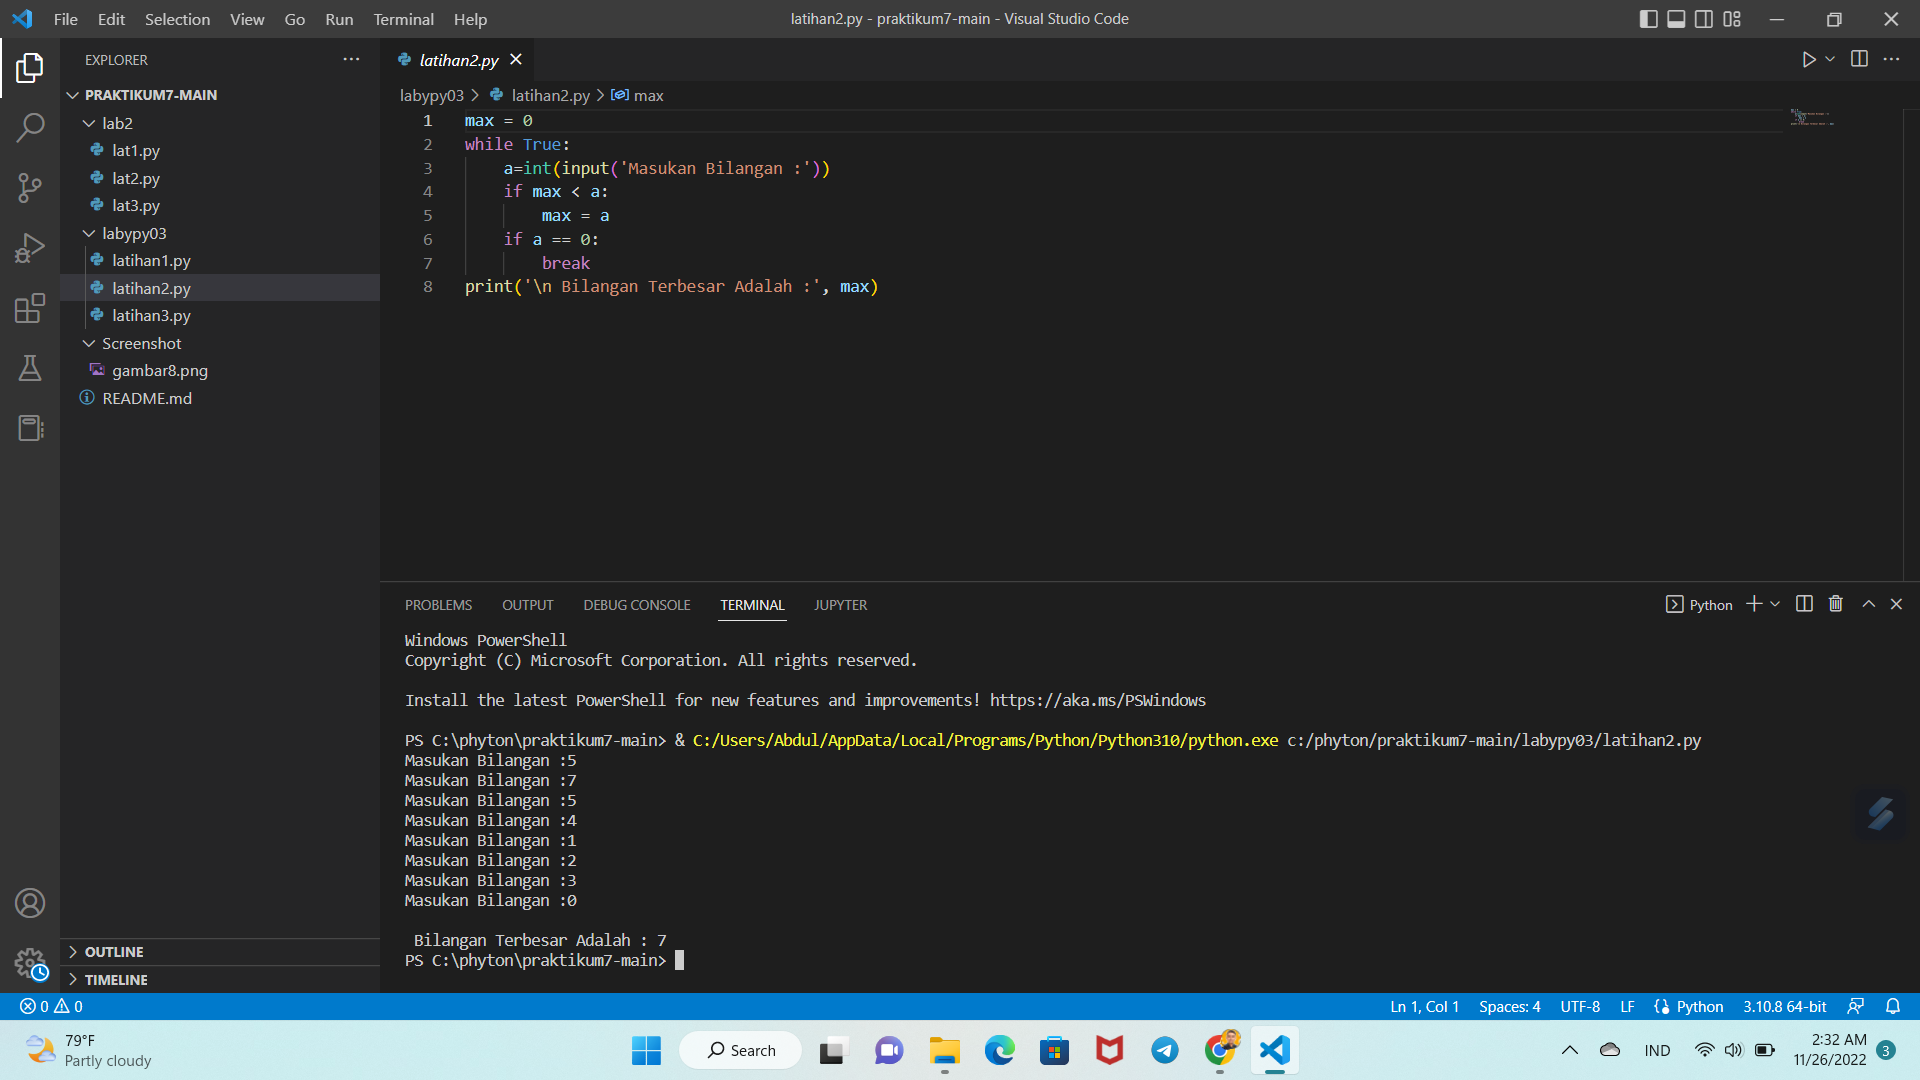 File Edit Selection View Go Run Terminal Help
latihan2.py - praktikum7-main - Visual Studio Code
EXPLORER
PRAKTIKUM7-MAIN
lab2
lat1.py
lat2.py
lat3.py
labypy03
latihan1.py
latihan2.py
latihan3.py
Screenshot
gambar8.png
README.md
OUTLINE
TIMELINE
latihan2.py
labypy03 > latihan2.py > max
1 max = 0
2 while True:
3     a=int(input('Masukan Bilangan :'))
4     if max < a:
5         max = a
6     if a == 0:
7         break
8 print('\n Bilangan Terbesar Adalah :', max)
PROBLEMS OUTPUT DEBUG CONSOLE TERMINAL JUPYTER
Python
Windows PowerShell
Copyright (C) Microsoft Corporation. All rights reserved.
Install the latest PowerShell for new features and improvements! https://aka.ms/PSWindows
PS C:\phyton\praktikum7-main> & C:/Users/Abdul/AppData/Local/Programs/Python/Python310/python.exe c:/phyton/praktikum7-main/labypy03/latihan2.py
Masukan Bilangan :5
Masukan Bilangan :7
Masukan Bilangan :5
Masukan Bilangan :4
Masukan Bilangan :1
Masukan Bilangan :2
Masukan Bilangan :3
Masukan Bilangan :0
Bilangan Terbesar Adalah : 7
PS C:\phyton\praktikum7-main>
0 0
Ln 1, Col 1 Spaces: 4 UTF-8 LF Python 3.10.8 64-bit
79°F
Partly cloudy
Search
IND
2:32 AM
11/26/2022
3